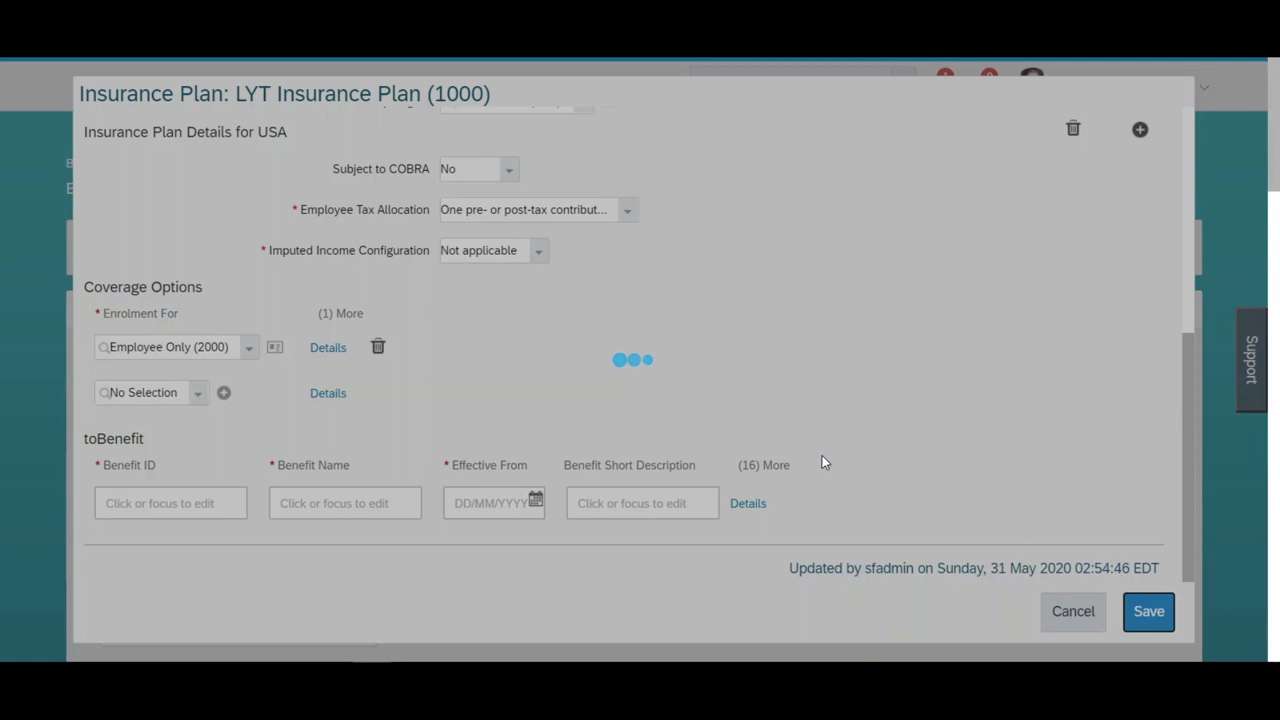 Insurance Plan: LYT Insurance Plan (1000)
Insurance Plan Details for USA
Subject to COBRA No
* Employee Tax Allocation One pre- or post-tax contribut...
* Imputed Income Configuration Not applicable
Coverage Options
* Enrolment For (1) More
Employee Only (2000) Details
No Selection Details
toBenefit
* Benefit ID * Benefit Name * Effective From Benefit Short Description (16) More
Click or focus to edit Click or focus to edit DD/MM/YYYY Click or focus to edit Details
Updated by sfadmin on Sunday, 31 May 2020 02:54:46 EDT
Cancel Save
Support